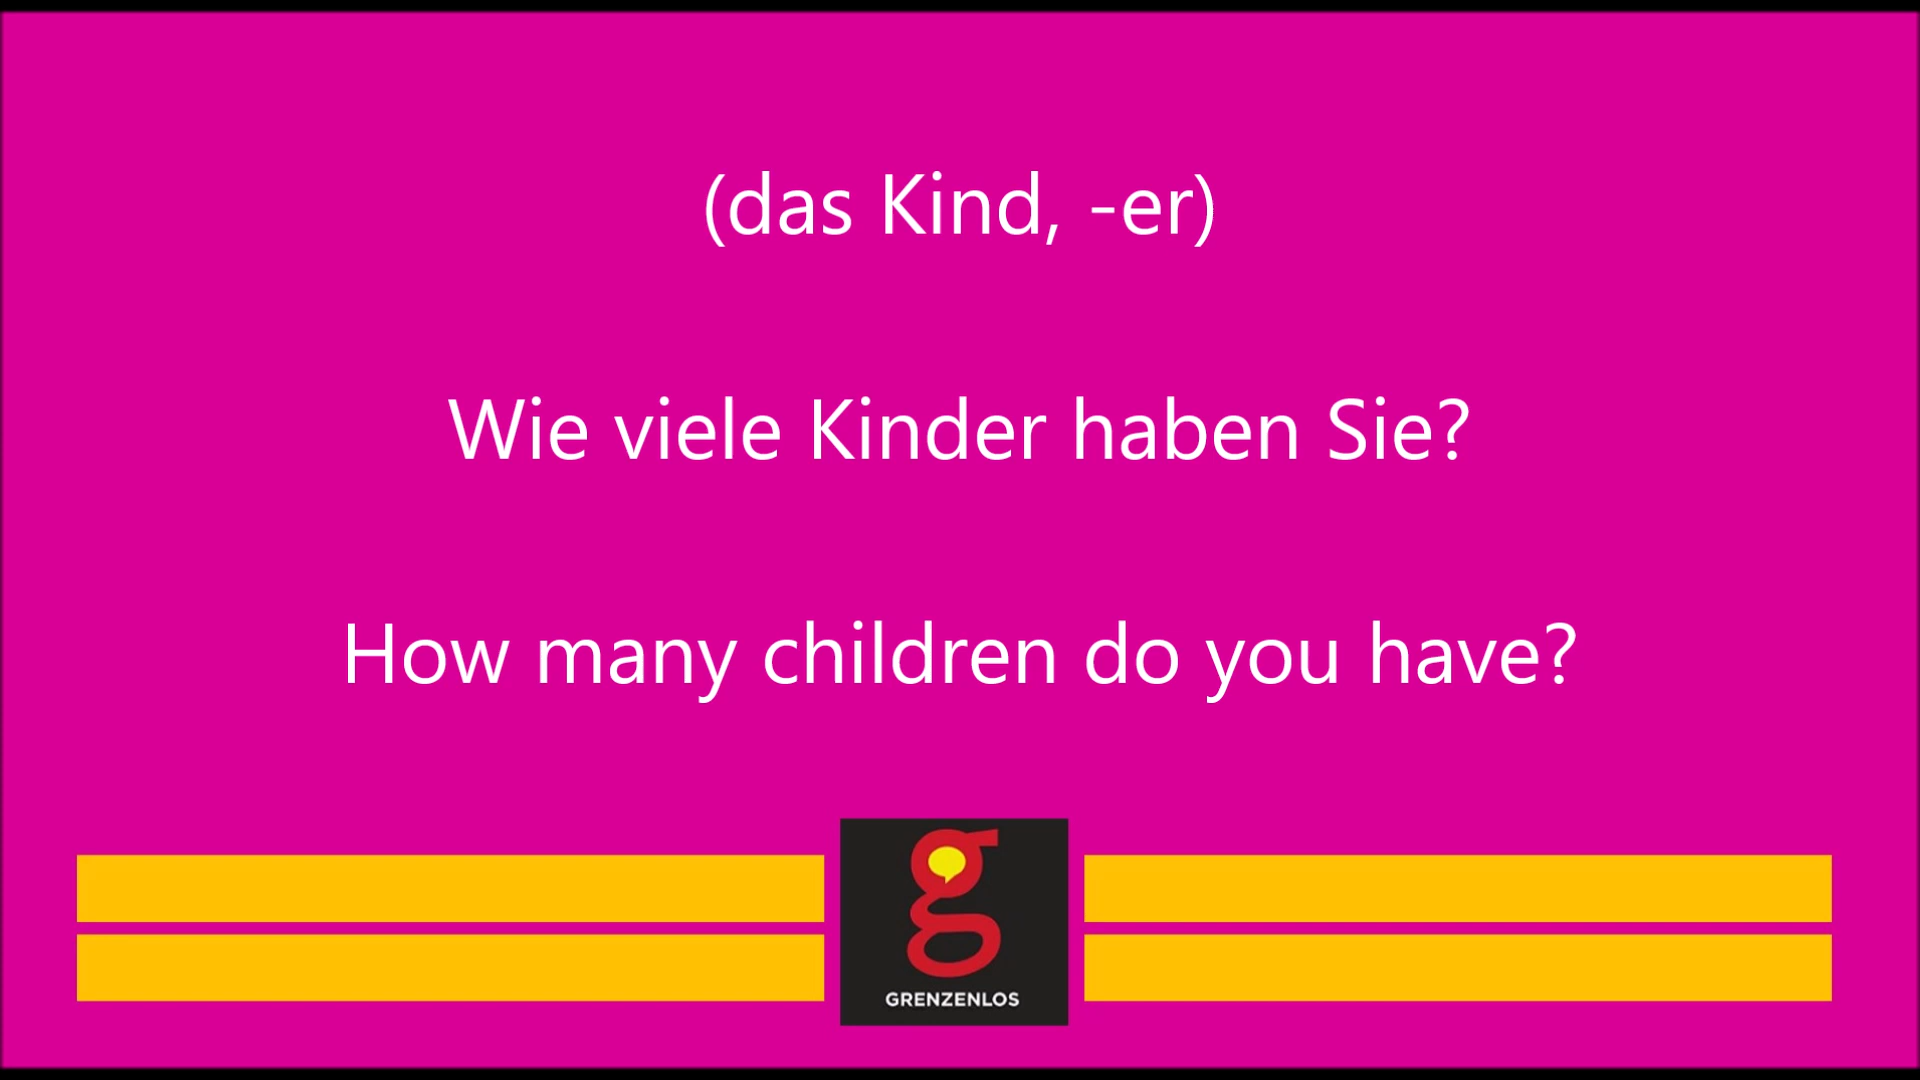 (das Kind, -er)
Wie viele Kinder haben Sie?
How many children do you have?
GRENZENLOS